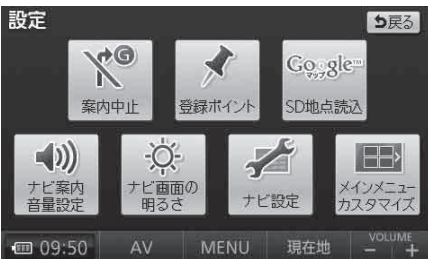 設定
戻る
G
案内中止
登録ポイント
Google™
マップ
SD地点読込
ナビ案内
音量設定
ナビ画面の
明るさ
ナビ設定
メインメニュー
カスタマイズ
09:50 AV MENU 現在地 VOLUME
− +